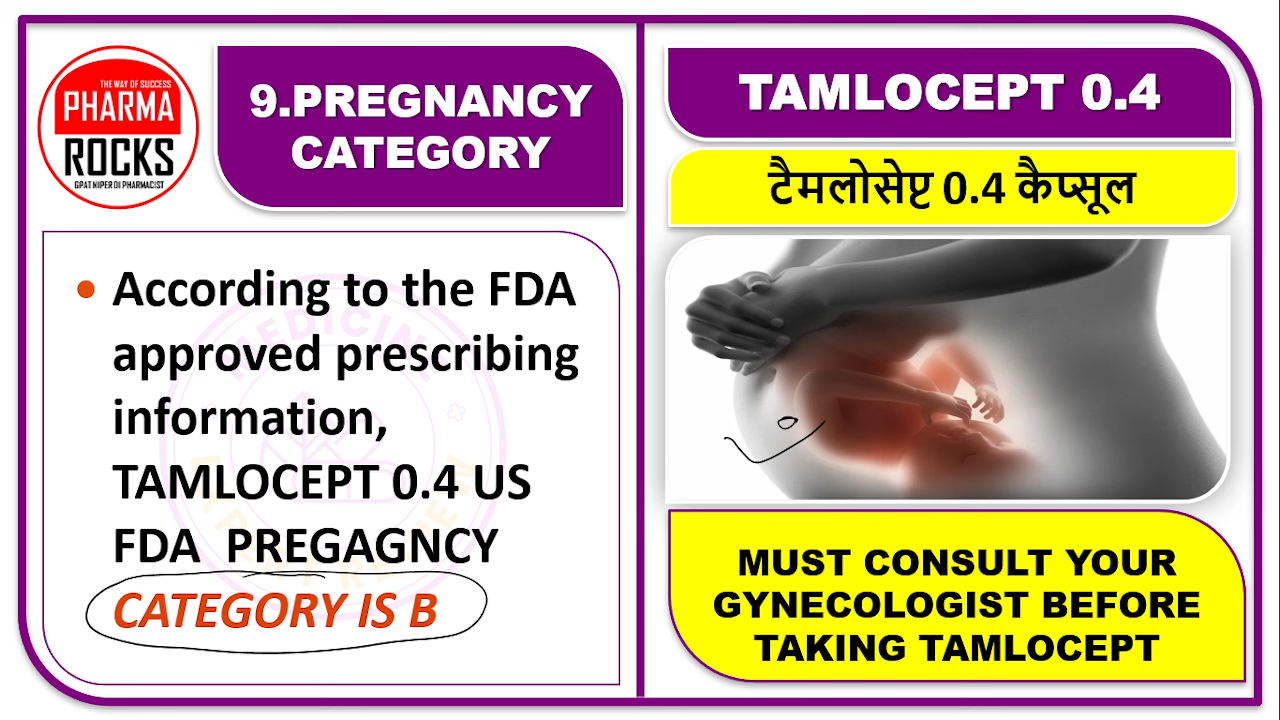 THE WAY OF SUCCESS
PHARMA
ROCKS
GPAT NIPER DI PHARMACIST
9.PREGNANCY
CATEGORY
• According to the FDA
approved prescribing
information,
TAMLOCEPT 0.4 US
FDA PREGAGNCY
CATEGORY IS B
TAMLOCEPT 0.4
टैमलोसेप्ट 0.4 कैप्सूल
MUST CONSULT YOUR
GYNECOLOGIST BEFORE
TAKING TAMLOCEPT